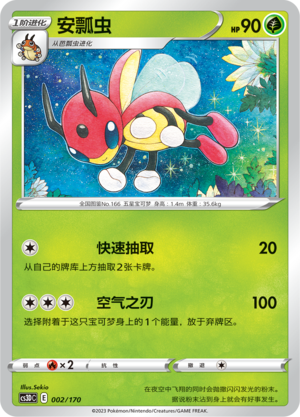 1阶进化 安瓢虫 HP90
从芭瓢虫进化
全国图鉴No.166 五星宝可梦 身高：1.4m 体重：35.6kg
快速抽取 20
从自己的牌库上方抽取2张卡牌。
空气之刃 100
选择附着于这只宝可梦身上的1个能量，放于弃牌区。
弱点 ×2 抗性 撤退
Illus.Sekio
CS3DC E 002/170
在夜空中飞翔的同时会抛撒闪闪发光的粉末。
据说粉末沾到身上就会有好事发生。
©2023 Pokémon/Nintendo/Creatures/GAME FREAK.